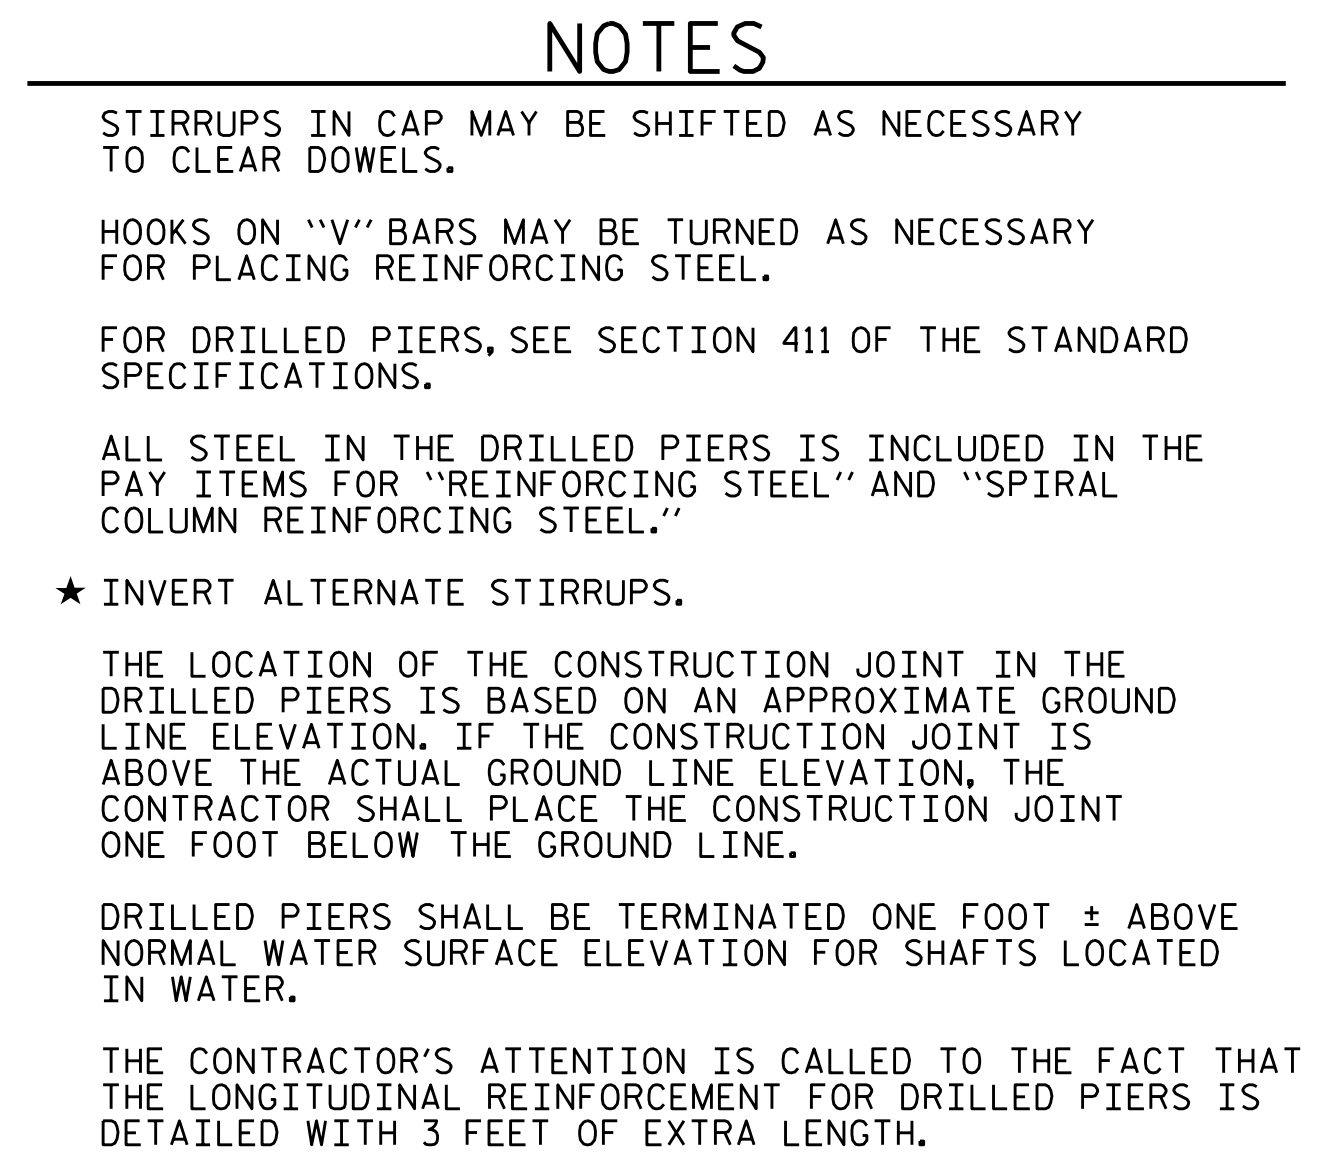 NOTES
STIRRUPS IN CAP MAY BE SHIFTED AS NECESSARY
TO CLEAR DOWELS.
HOOKS ON "V" BARS MAY BE TURNED AS NECESSARY
FOR PLACING REINFORCING STEEL.
FOR DRILLED PIERS, SEE SECTION 411 OF THE STANDARD
SPECIFICATIONS.
ALL STEEL IN THE DRILLED PIERS IS INCLUDED IN THE
PAY ITEMS FOR "REINFORCING STEEL" AND "SPIRAL
COLUMN REINFORCING STEEL."
★ INVERT ALTERNATE STIRRUPS.
THE LOCATION OF THE CONSTRUCTION JOINT IN THE
DRILLED PIERS IS BASED ON AN APPROXIMATE GROUND
LINE ELEVATION. IF THE CONSTRUCTION JOINT IS
ABOVE THE ACTUAL GROUND LINE ELEVATION, THE
CONTRACTOR SHALL PLACE THE CONSTRUCTION JOINT
ONE FOOT BELOW THE GROUND LINE.
DRILLED PIERS SHALL BE TERMINATED ONE FOOT ± ABOVE
NORMAL WATER SURFACE ELEVATION FOR SHAFTS LOCATED
IN WATER.
THE CONTRACTOR'S ATTENTION IS CALLED TO THE FACT THAT
THE LONGITUDINAL REINFORCEMENT FOR DRILLED PIERS IS
DETAILED WITH 3 FEET OF EXTRA LENGTH.